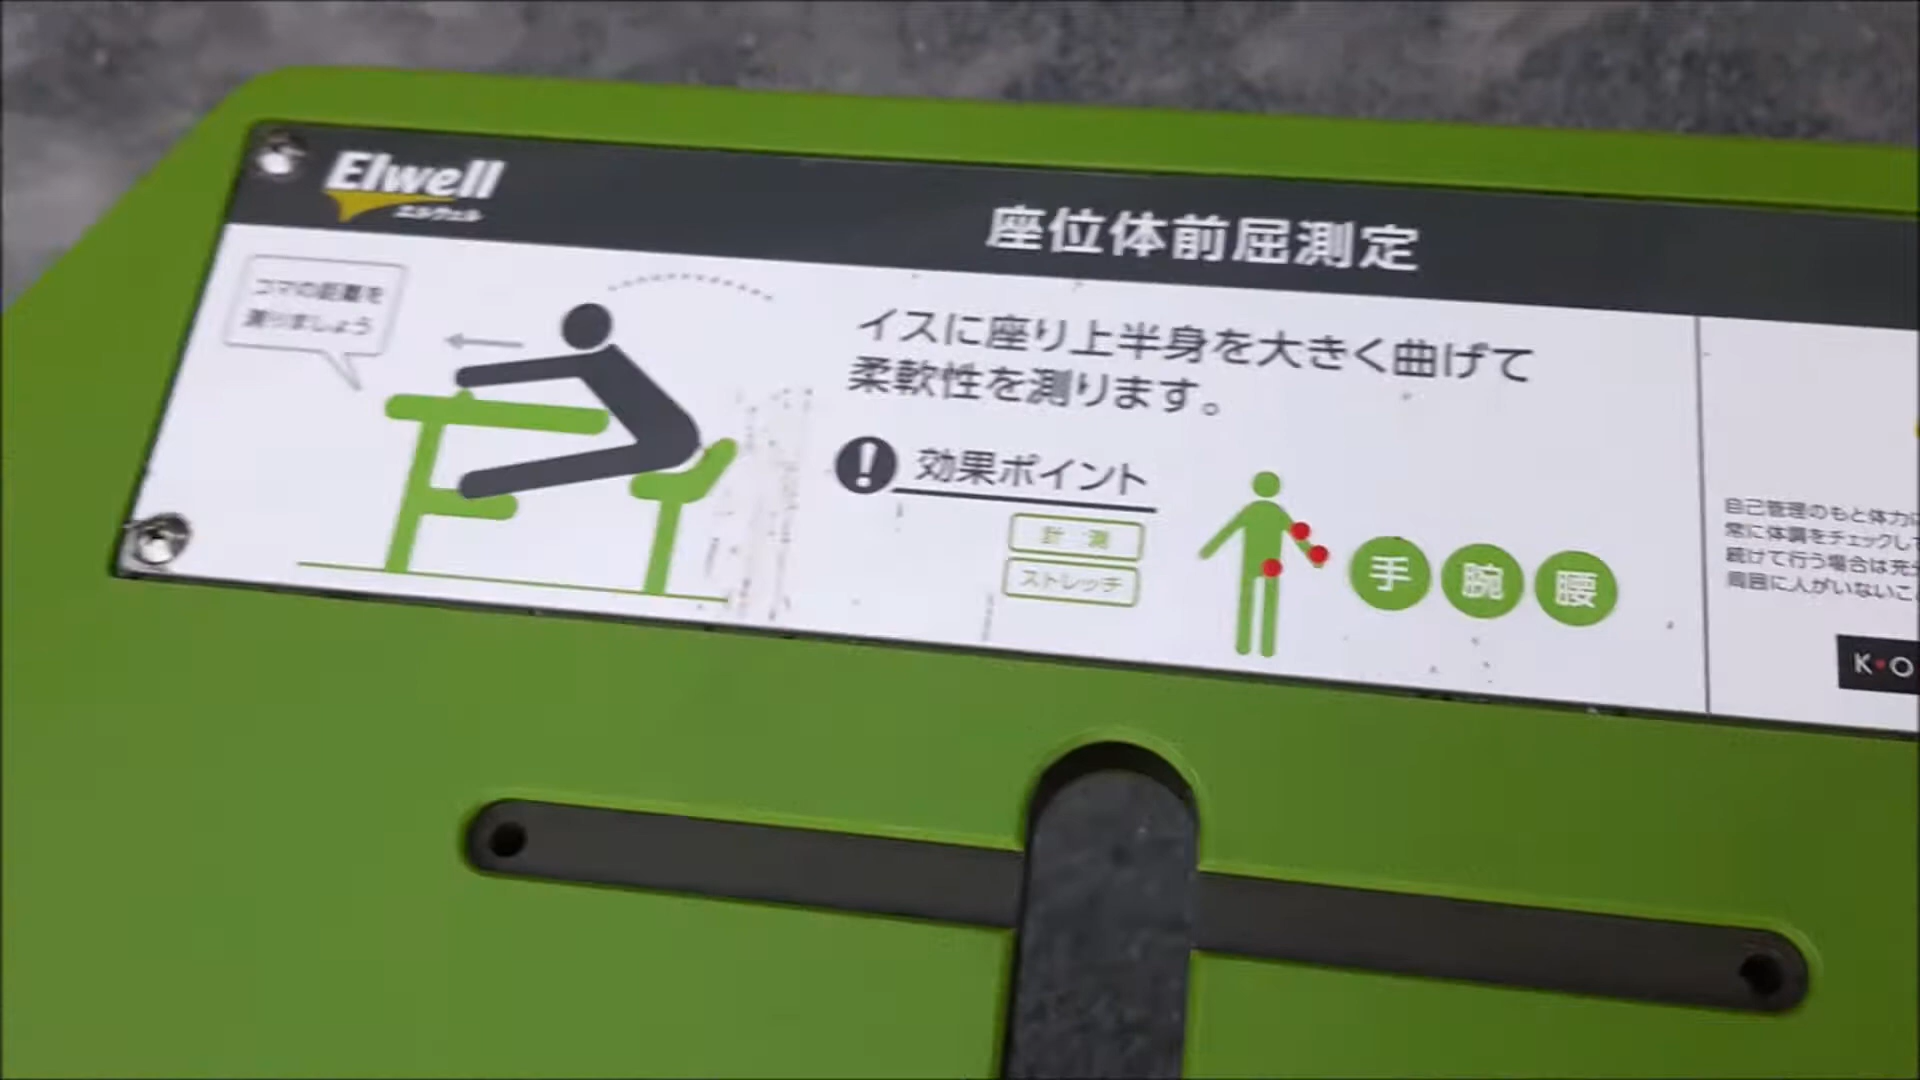 Elwell
エルウェル
座位体前屈測定
コマの距離を
測りましょう
イスに座り上半身を大きく曲げて
柔軟性を測ります。
! 効果ポイント
計 測
ストレッチ
手 腕 腰
自己管理のもと体力に
常に体調をチェックして
続けて行う場合は充分
周囲に人がいないこ
K・O